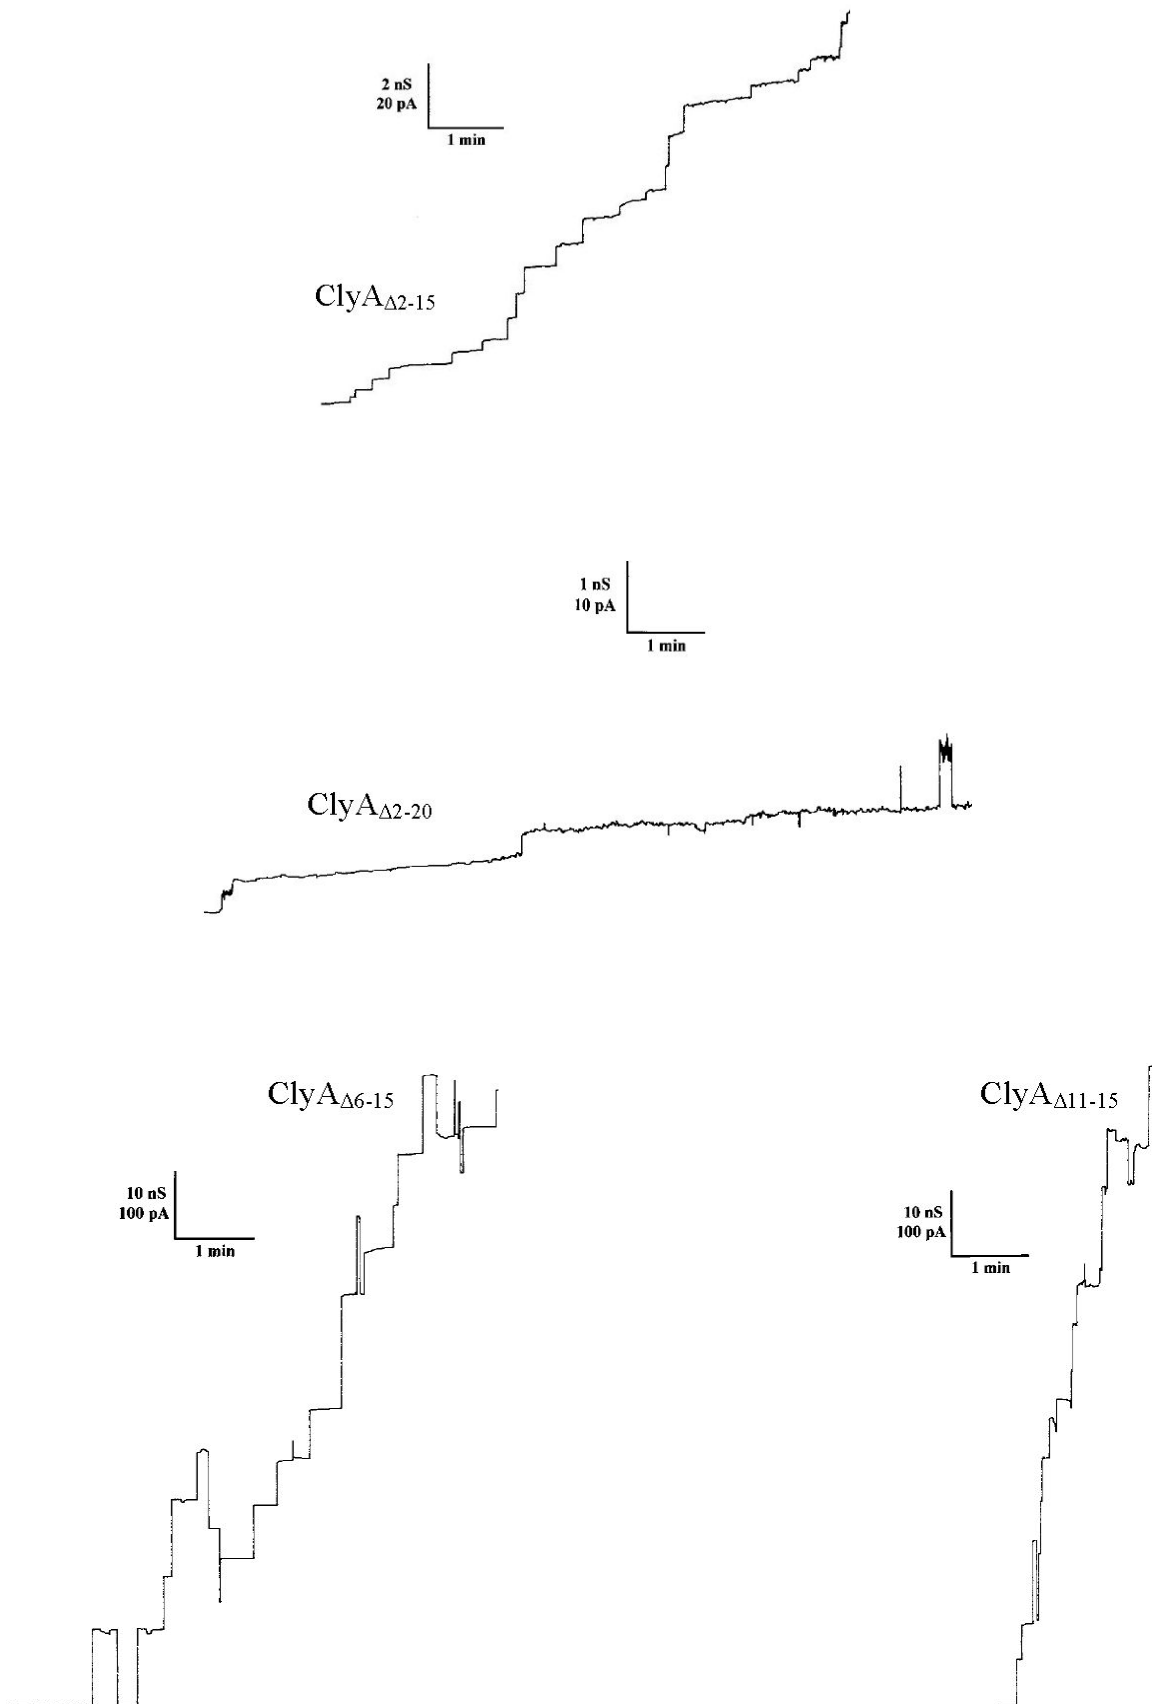 2 nS
20 pA
1 min
ClyAΔ2-15
1 nS
10 pA
1 min
ClyAΔ2-20
ClyAΔ6-15
10 nS
100 pA
1 min
ClyAΔ11-15
10 nS
100 pA
1 min